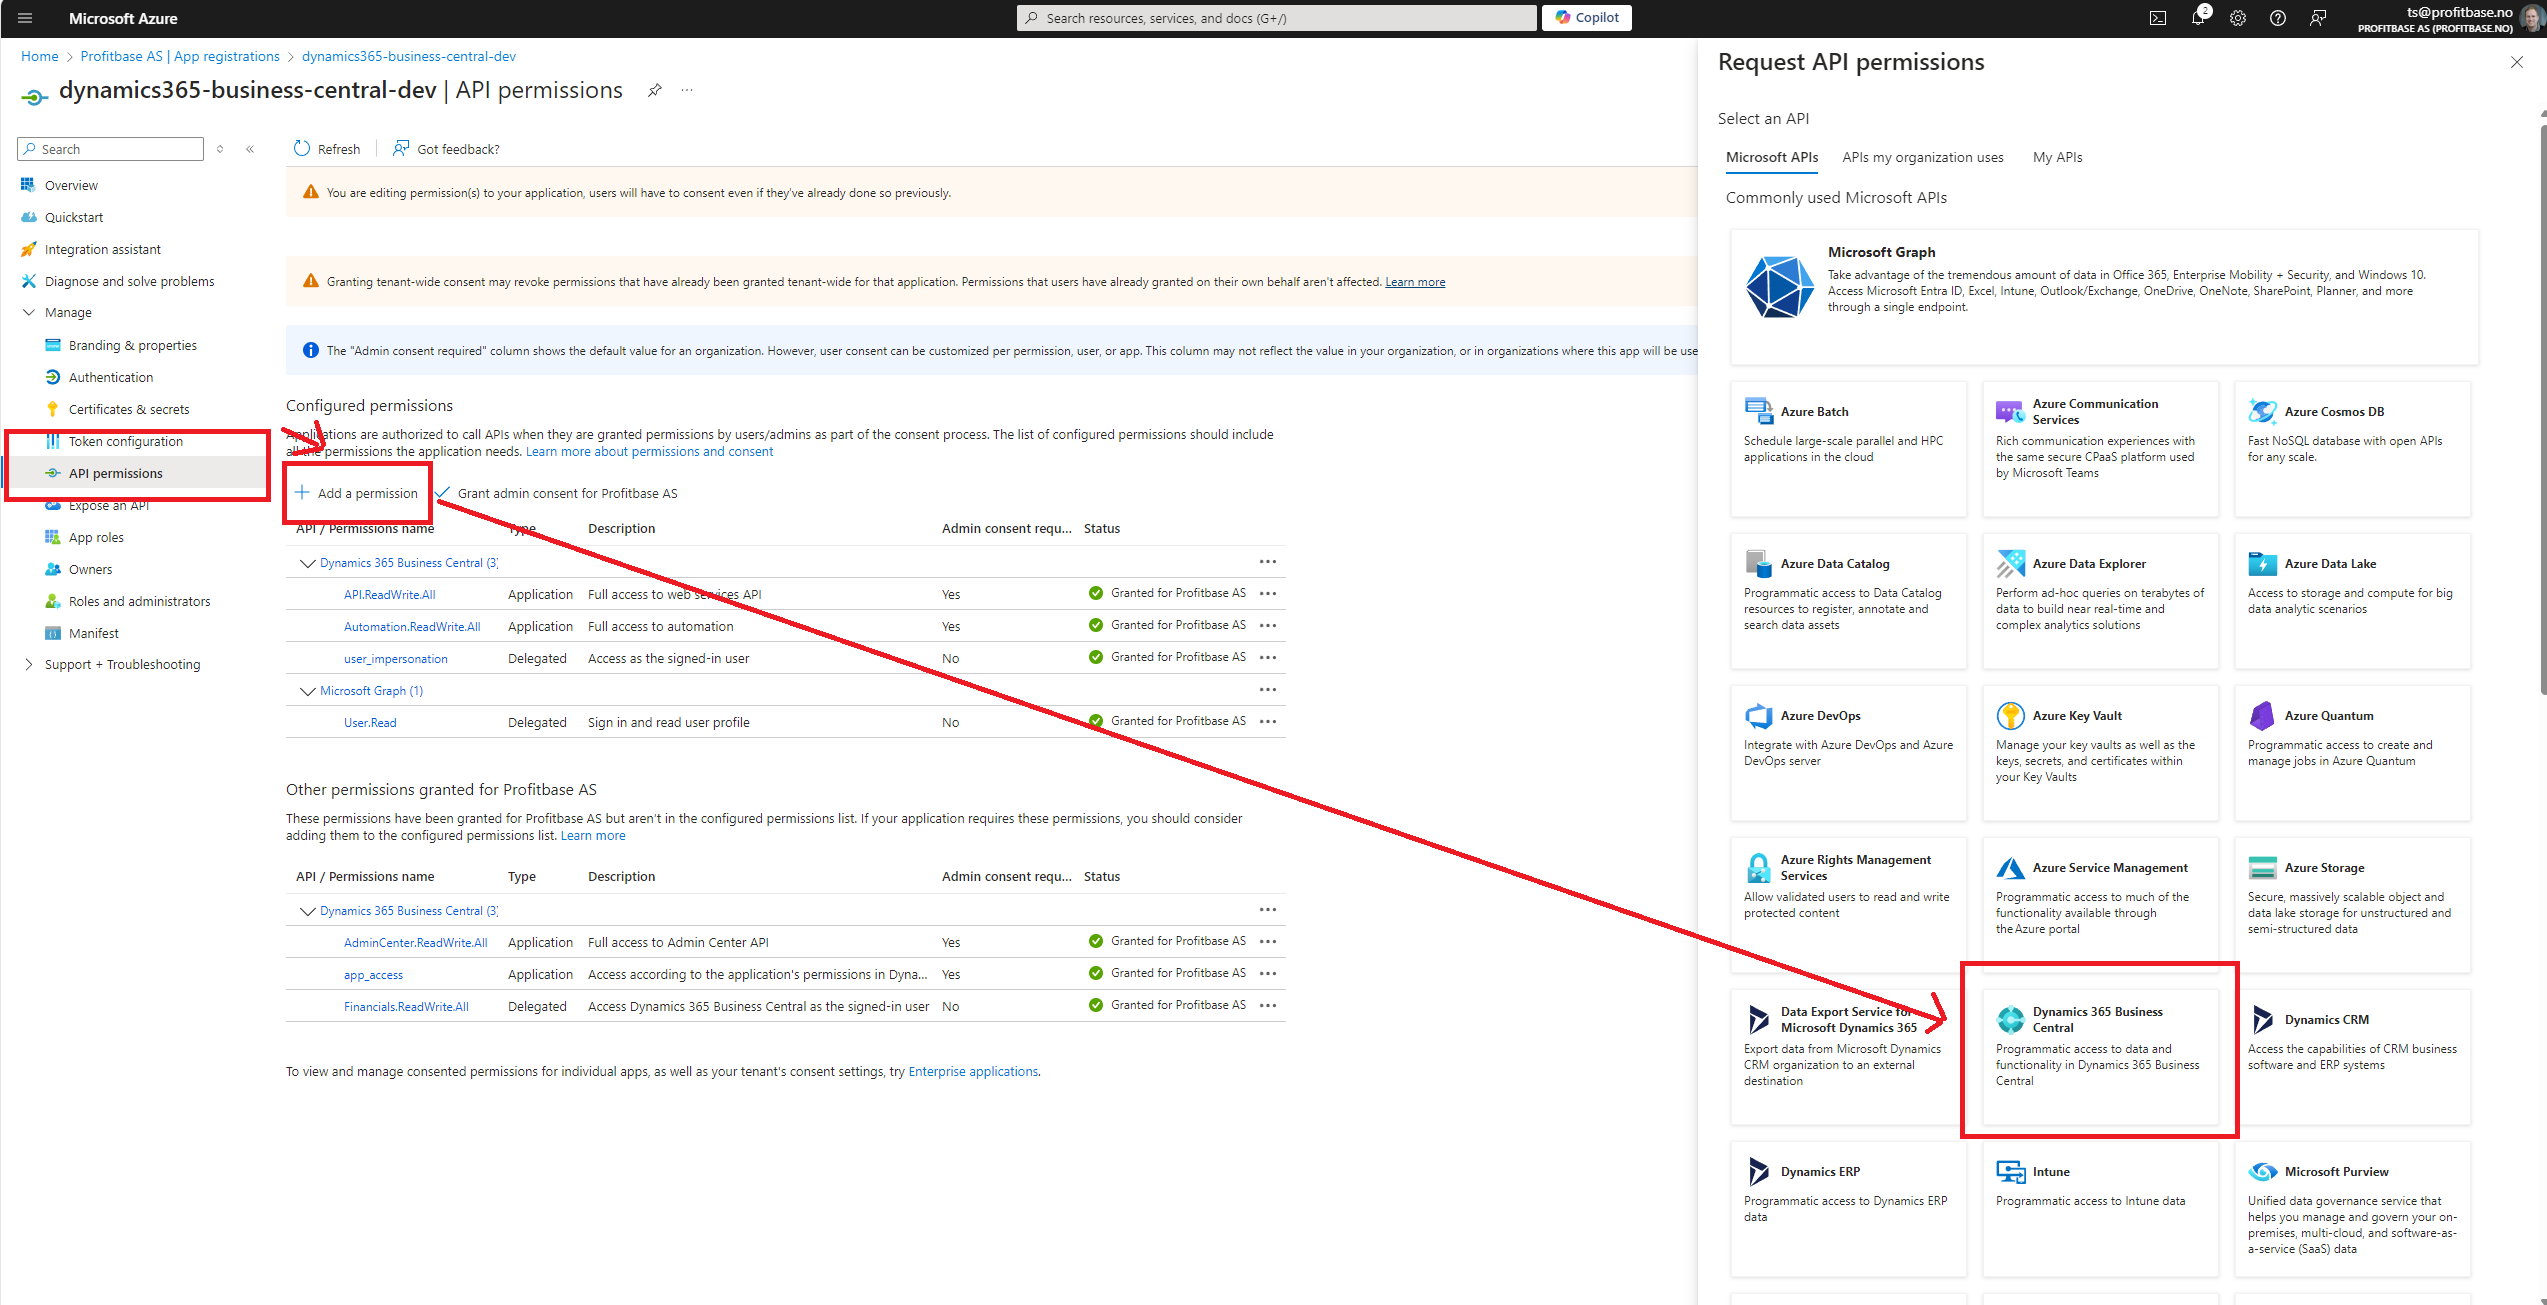 Microsoft Azure
Search resources, services, and docs (G+/)
Copilot
2
ts@profitbase.no
PROFITBASE AS (PROFITBASE.NO)
Home > Profitbase AS | App registrations > dynamics365-business-central-dev
dynamics365-business-central-dev | API permissions
Search
Overview
Quickstart
Integration assistant
Diagnose and solve problems
Manage
Branding & properties
Authentication
Certificates & secrets
Token configuration
API permissions
Expose an API
App roles
Owners
Roles and administrators
Manifest
Support + Troubleshooting
Refresh
Got feedback?
You are editing permission(s) to your application, users will have to consent even if they've already done so previously.
Granting tenant-wide consent may revoke permissions that have already been granted tenant-wide for that application. Permissions that users have already granted on their own behalf aren't affected. Learn more
The "Admin consent required" column shows the default value for an organization. However, user consent can be customized per permission, user, or app. This column may not reflect the value in your organization, or in organizations where this app will be use
Configured permissions
Applications are authorized to call APIs when they are granted permissions by users/admins as part of the consent process. The list of configured permissions should include
all the permissions the application needs. Learn more about permissions and consent
Add a permission
Grant admin consent for Profitbase AS
API / Permissions name Type Description Admin consent requ... Status
Dynamics 365 Business Central (3)
API.ReadWrite.All Application Full access to web services API Yes Granted for Profitbase AS
Automation.ReadWrite.All Application Full access to automation Yes Granted for Profitbase AS
user_impersonation Delegated Access as the signed-in user No Granted for Profitbase AS
Microsoft Graph (1)
User.Read Delegated Sign in and read user profile No Granted for Profitbase AS
Other permissions granted for Profitbase AS
These permissions have been granted for Profitbase AS but aren't in the configured permissions list. If your application requires these permissions, you should consider
adding them to the configured permissions list. Learn more
API / Permissions name Type Description Admin consent requ... Status
Dynamics 365 Business Central (3)
AdminCenter.ReadWrite.All Application Full access to Admin Center API Yes Granted for Profitbase AS
app_access Application Access according to the application's permissions in Dyna... Yes Granted for Profitbase AS
Financials.ReadWrite.All Delegated Access Dynamics 365 Business Central as the signed-in user No Granted for Profitbase AS
To view and manage consented permissions for individual apps, as well as your tenant's consent settings, try Enterprise applications.
Request API permissions
Select an API
Microsoft APIs
APIs my organization uses
My APIs
Commonly used Microsoft APIs
Microsoft Graph
Take advantage of the tremendous amount of data in Office 365, Enterprise Mobility + Security, and Windows 10.
Access Microsoft Entra ID, Excel, Intune, Outlook/Exchange, OneDrive, OneNote, SharePoint, Planner, and more
through a single endpoint.
Azure Batch
Schedule large-scale parallel and HPC
applications in the cloud
Azure Communication
Services
Rich communication experiences with
the same secure CPaaS platform used
by Microsoft Teams
Azure Cosmos DB
Fast NoSQL database with open APIs
for any scale.
Azure Data Catalog
Programmatic access to Data Catalog
resources to register, annotate and
search data assets
Azure Data Explorer
Perform ad-hoc queries on terabytes of
data to build near real-time and
complex analytics solutions
Azure Data Lake
Access to storage and compute for big
data analytic scenarios
Azure DevOps
Integrate with Azure DevOps and Azure
DevOps server
Azure Key Vault
Manage your key vaults as well as the
keys, secrets, and certificates within
your Key Vaults
Azure Quantum
Programmatic access to create and
manage jobs in Azure Quantum
Azure Rights Management
Services
Allow validated users to read and write
protected content
Azure Service Management
Programmatic access to much of the
functionality available through
the Azure portal
Azure Storage
Secure, massively scalable object and
data lake storage for unstructured and
semi-structured data
Data Export Service for
Microsoft Dynamics 365
Export data from Microsoft Dynamics
CRM organization to an external
destination
Dynamics 365 Business
Central
Programmatic access to data and
functionality in Dynamics 365 Business
Central
Dynamics CRM
Access the capabilities of CRM business
software and ERP systems
Dynamics ERP
Programmatic access to Dynamics ERP
data
Intune
Programmatic access to Intune data
Microsoft Purview
Unified data governance service that
helps you manage and govern your on-
premises, multi-cloud, and software-as-
a-service (SaaS) data